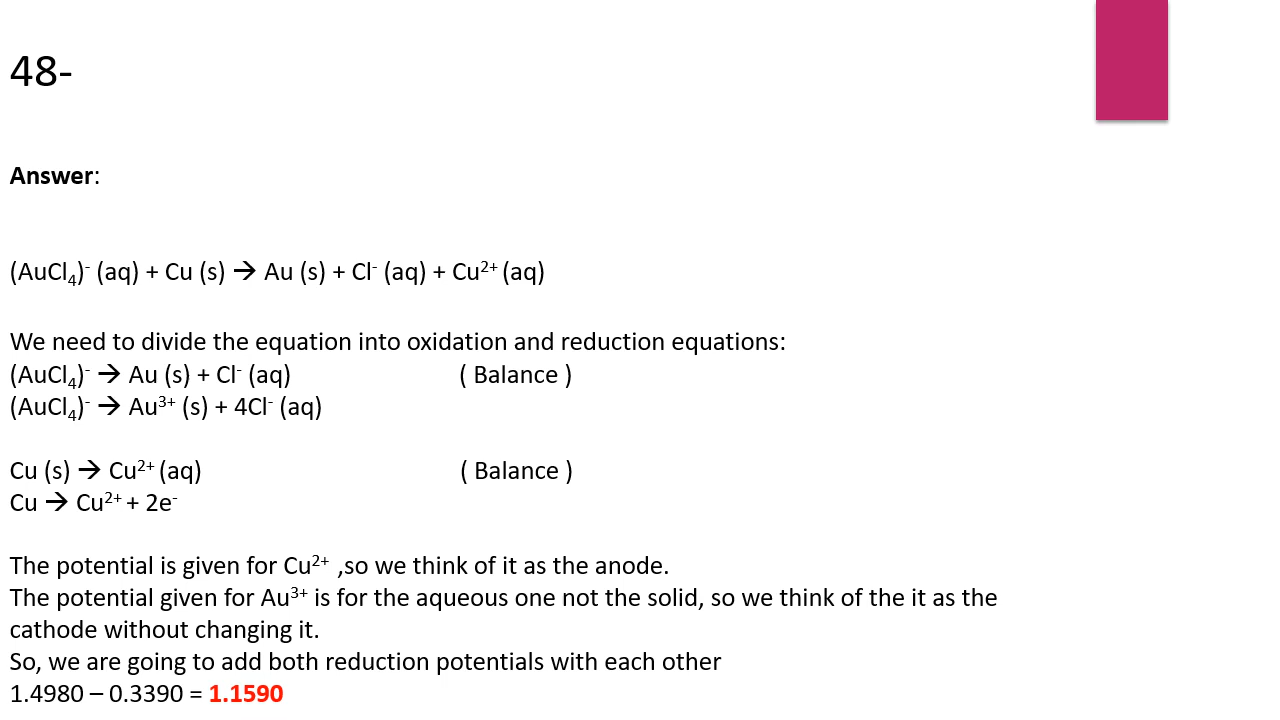 48-
Answer:
(AuCl₄)⁻ (aq) + Cu (s) → Au (s) + Cl⁻ (aq) + Cu²⁺ (aq)
We need to divide the equation into oxidation and reduction equations:
(AuCl₄)⁻ → Au (s) + Cl⁻ (aq) ( Balance )
(AuCl₄)⁻ → Au³⁺ (s) + 4Cl⁻ (aq)
Cu (s) → Cu²⁺ (aq) ( Balance )
Cu → Cu²⁺ + 2e⁻
The potential is given for Cu²⁺ ,so we think of it as the anode.
The potential given for Au³⁺ is for the aqueous one not the solid, so we think of the it as the
cathode without changing it.
So, we are going to add both reduction potentials with each other
1.4980 – 0.3390 = 1.1590